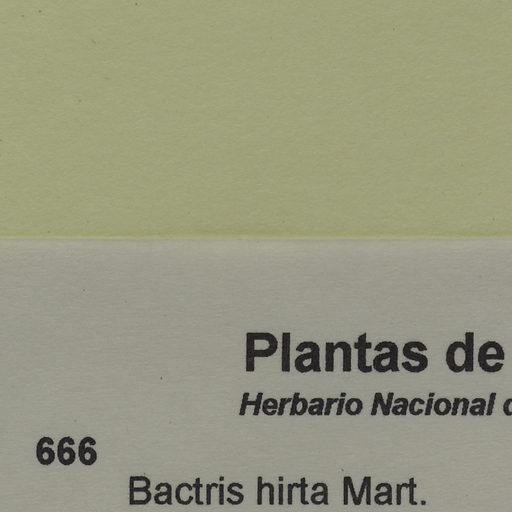 Plantas de
Herbario Nacional
666
Bactris hirta Mart.